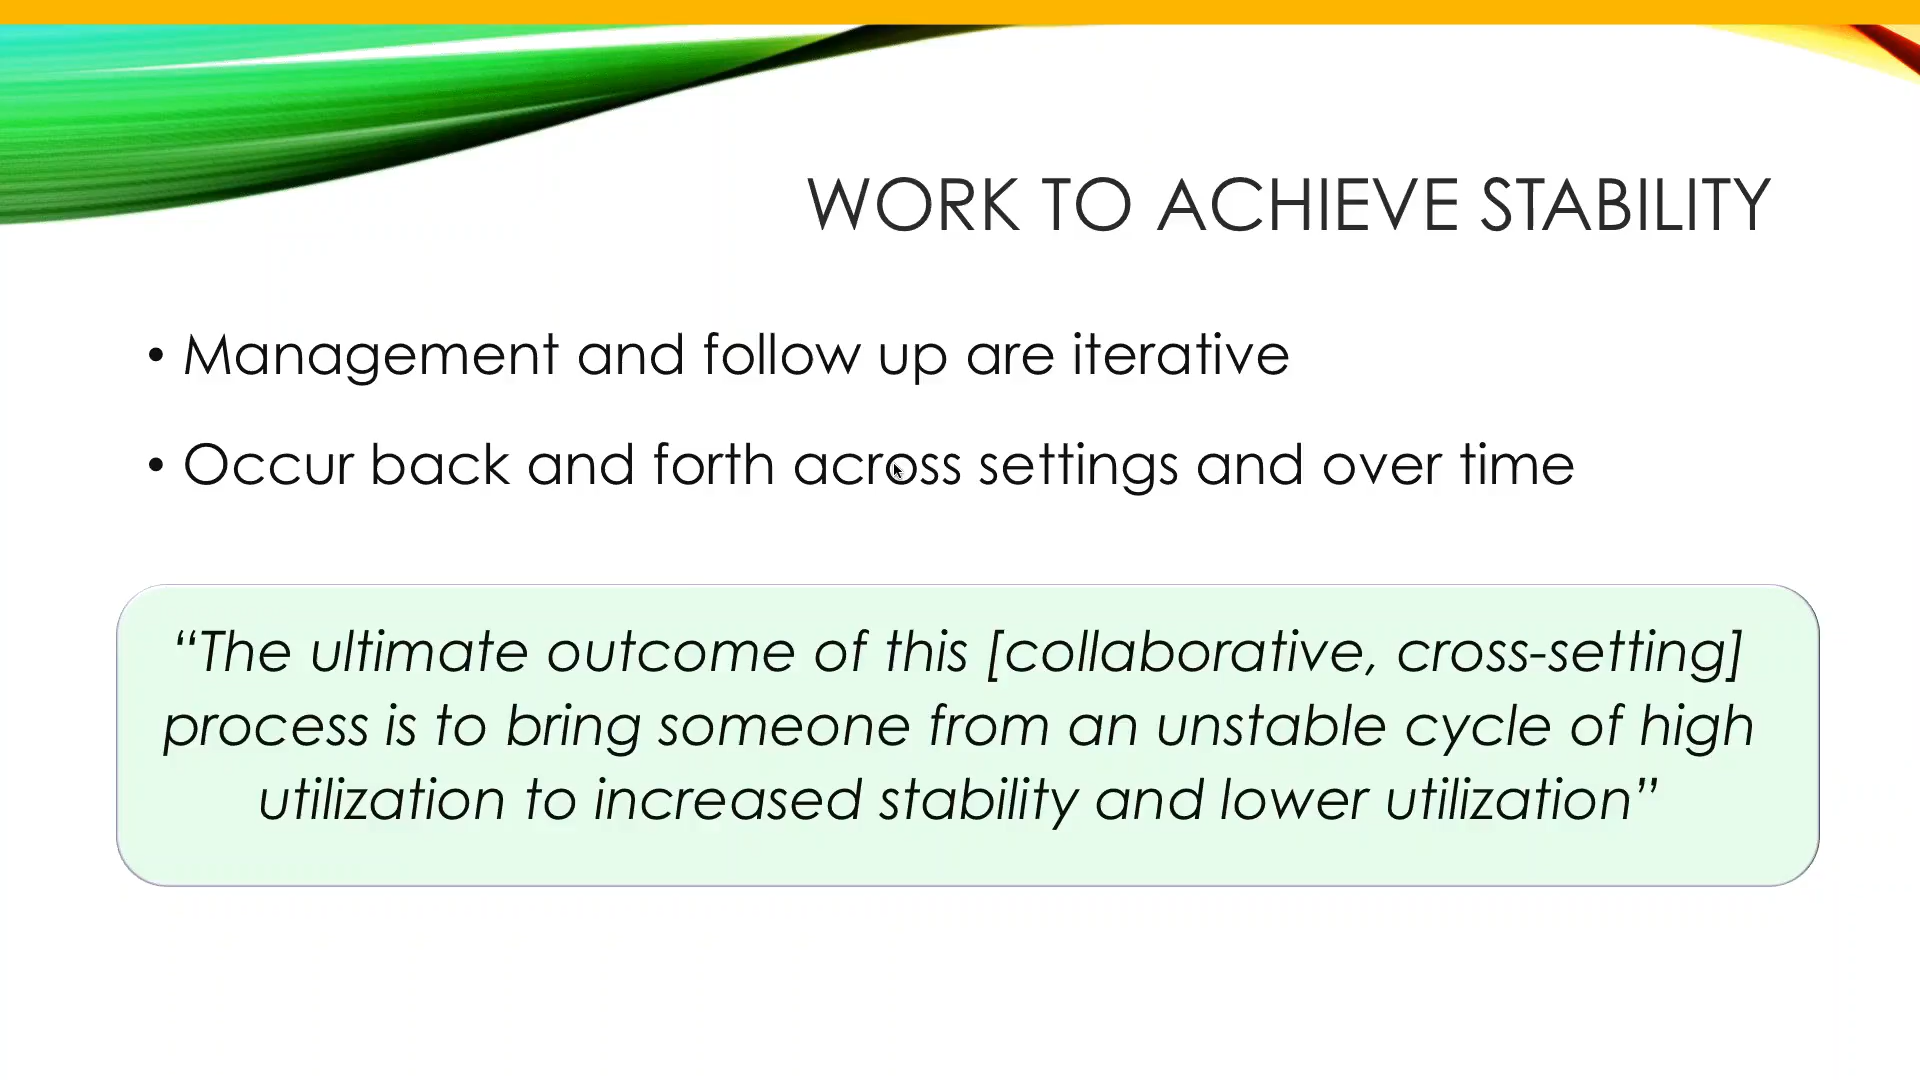 WORK TO ACHIEVE STABILITY
• Management and follow up are iterative
• Occur back and forth across settings and over time
“The ultimate outcome of this [collaborative, cross-setting]
process is to bring someone from an unstable cycle of high
utilization to increased stability and lower utilization”